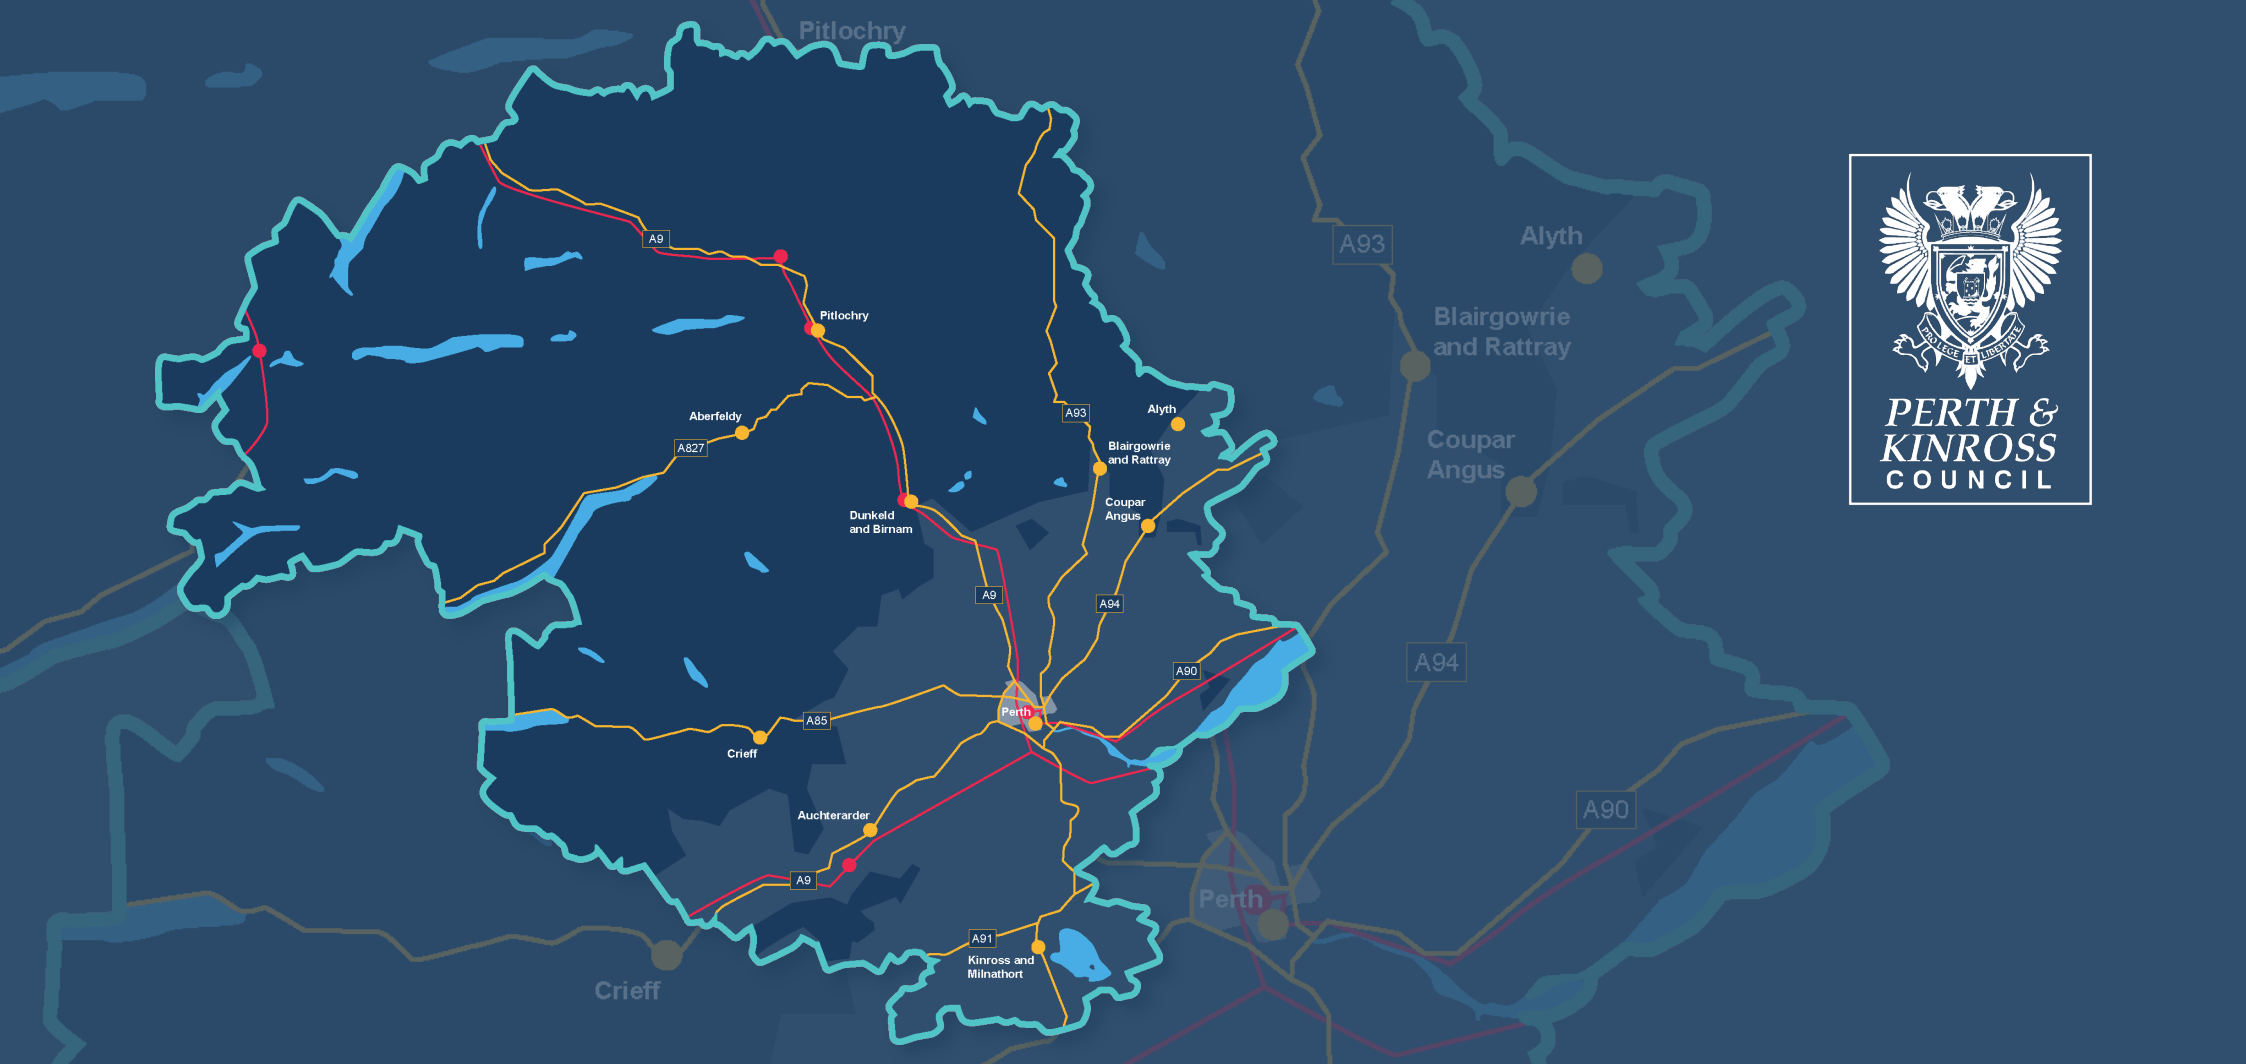 Pitlochry
A9
Pitlochry
Aberfeldy
A827
A93
Alyth
Blairgowrie
and Rattray
Coupar
Angus
Dunkeld
and Birnam
A9
A94
A90
Perth
A85
Crieff
Auchterarder
A9
A91
Kinross and
Milnathort
A93
Alyth
Blairgowrie
and Rattray
Coupar
Angus
A94
A90
Perth
Crieff
PRO LEGE ET LIBERTATE
PERTH &
KINROSS
COUNCIL